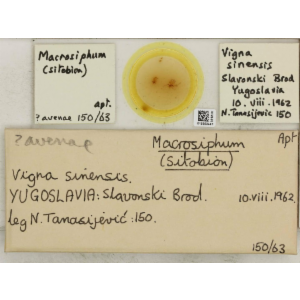 Macrosiphum
(sitobion)
apt.
? avenae 150/63
Vigna
sinensis
Slavonski Brod
Yugoslavia
10. viii. 1962
N. Tanasijevic 150
? avenae
Macrosiphum
(Sitobion)
apt.
Vigna sinensis.
YUGOSLAVIA: Slavonski Brod. 10.viii.1962.
leg N. Tanasijević: 150.
150/63